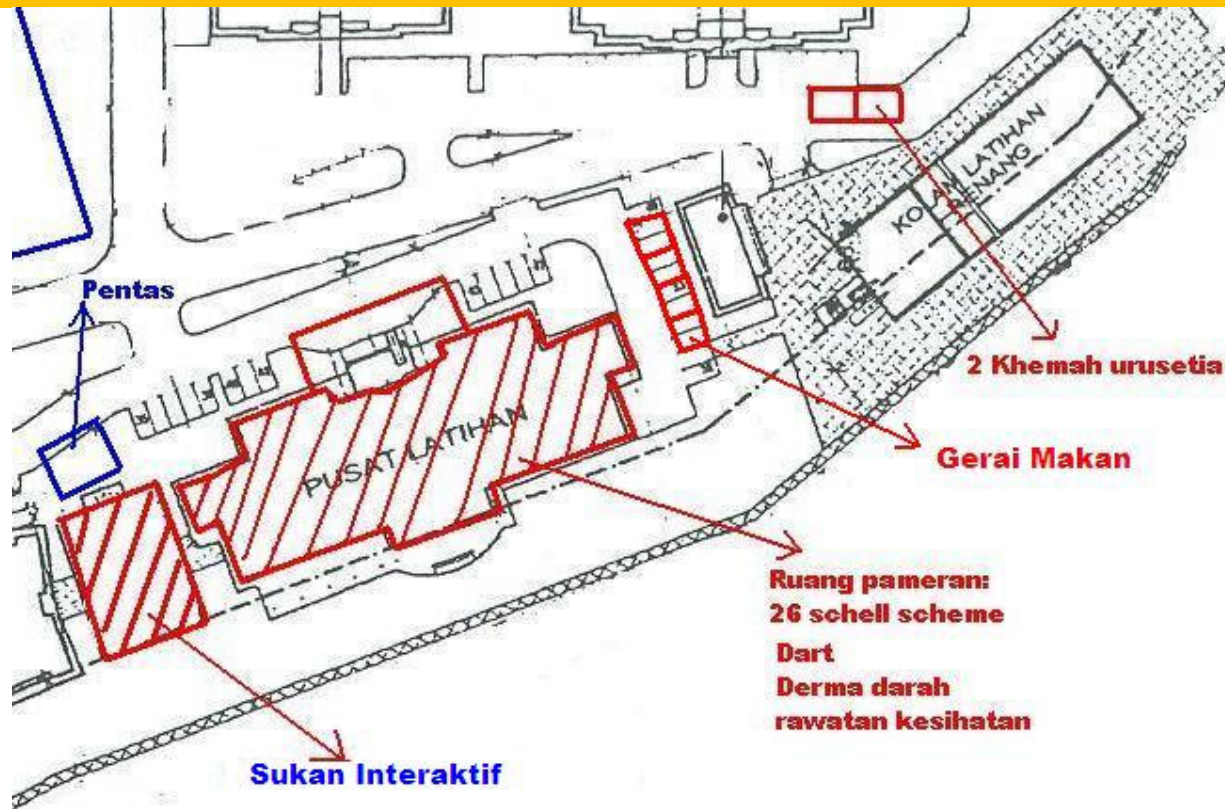 KOLAM LATIHAN
RENANG
Pentas
2 Khemah urusetia
Gerai Makan
PUSAT LATIHAN
Ruang pameran:
26 schell scheme
Dart
Derma darah
rawatan kesihatan
Sukan Interaktif